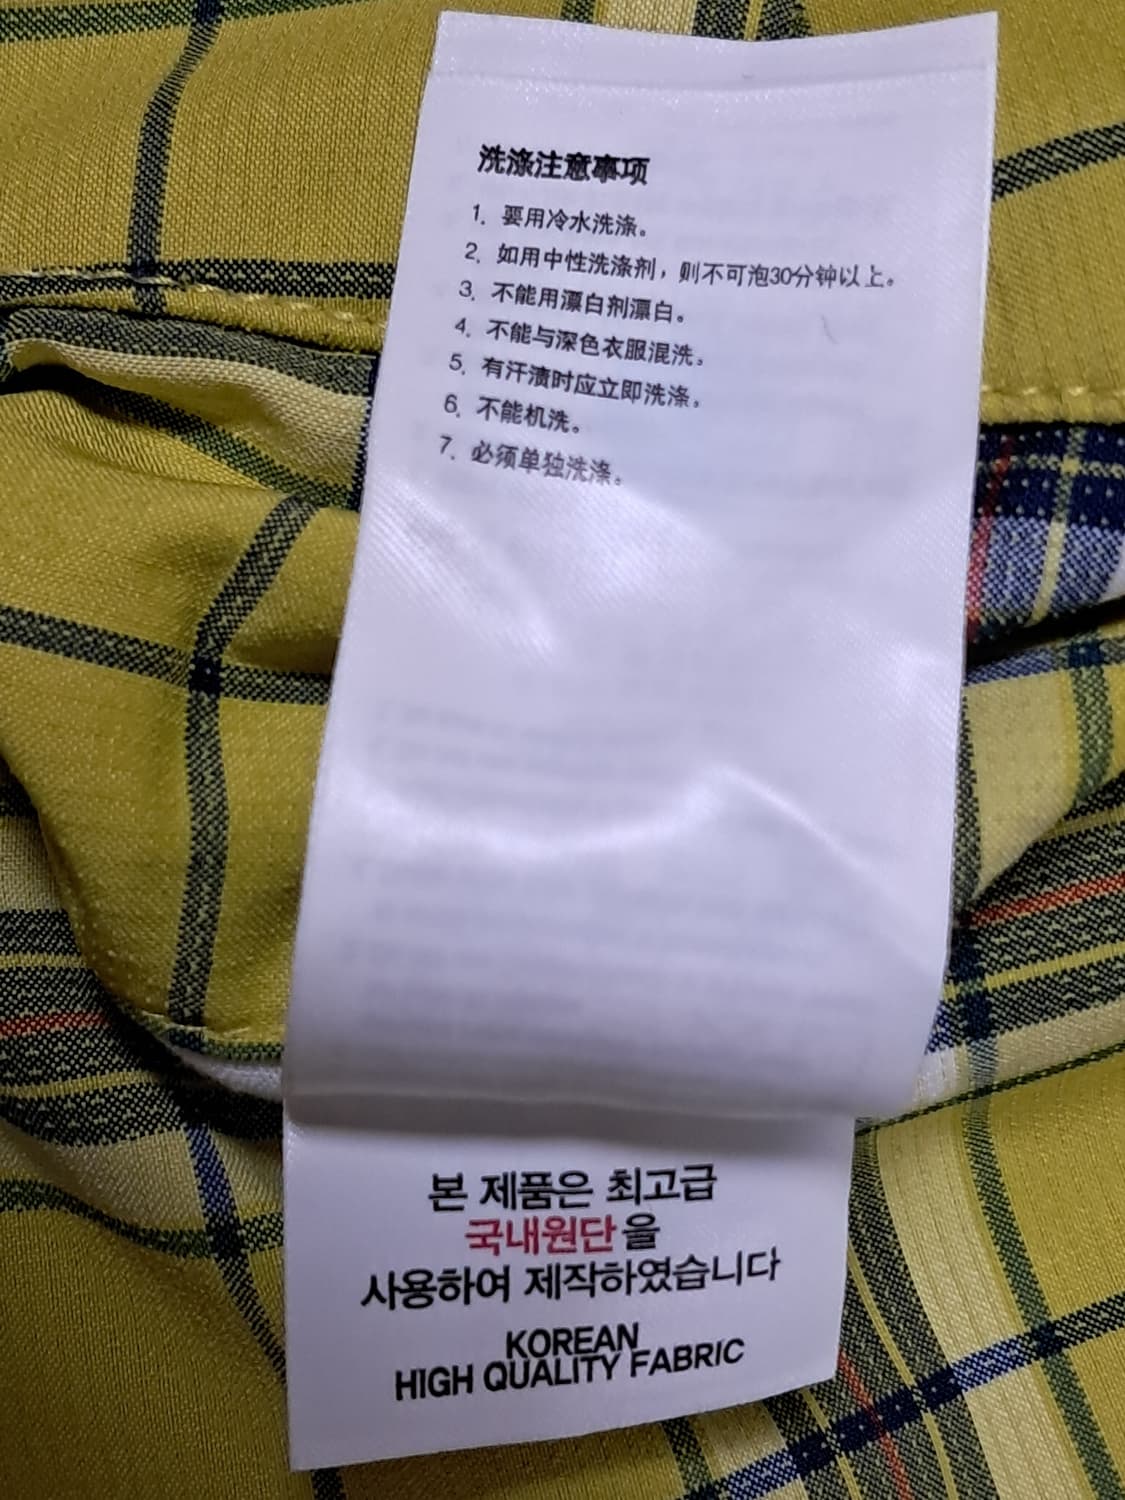 洗涤注意事项
1. 要用冷水洗涤。
2. 如用中性洗涤剂，则不可泡30分钟以上。
3. 不能用漂白剂漂白。
4. 不能与深色衣服混洗。
5. 有汗渍时应立即洗涤。
6. 不能机洗。
7. 必须单独洗涤。
본 제품은 최고급
국내원단을
사용하여 제작하였습니다
KOREAN
HIGH QUALITY FABRIC